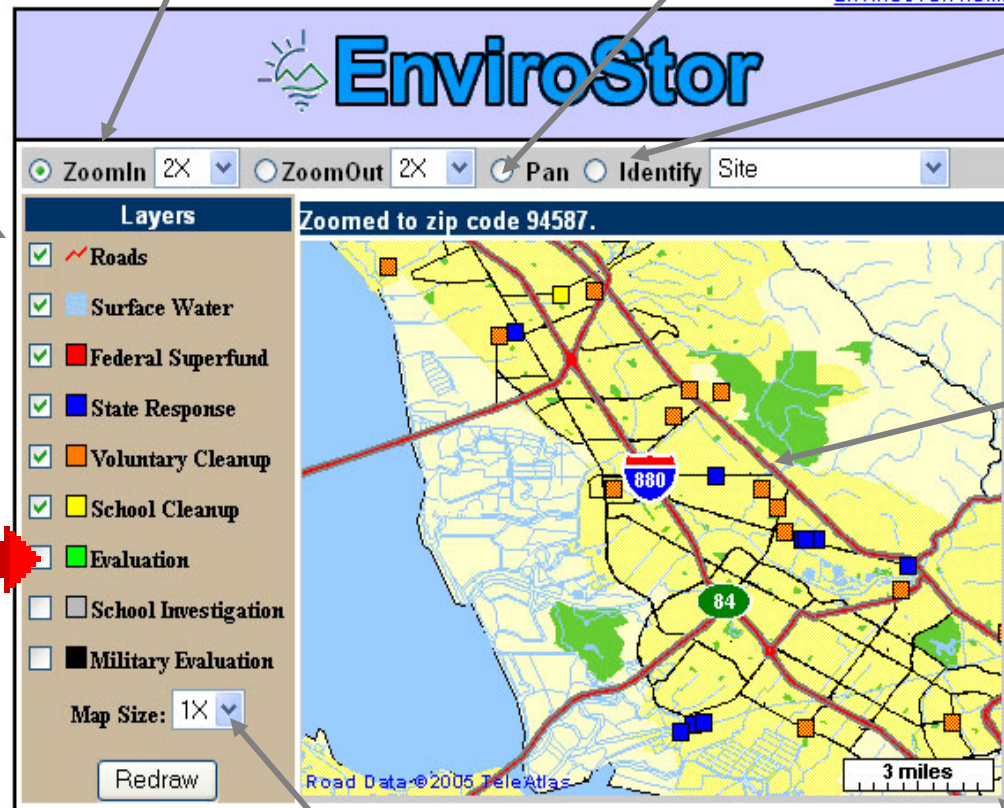 EnviroStor
ZoomIn 2X ZoomOut 2X Pan Identify Site
Layers
Zoomed to zip code 94587.
Roads
Surface Water
Federal Superfund
State Response
Voluntary Cleanup
School Cleanup
Evaluation
School Investigation
Military Evaluation
Map Size: 1X
Redraw
880
84
Road Data ©2005 TeleAtlas
3 miles